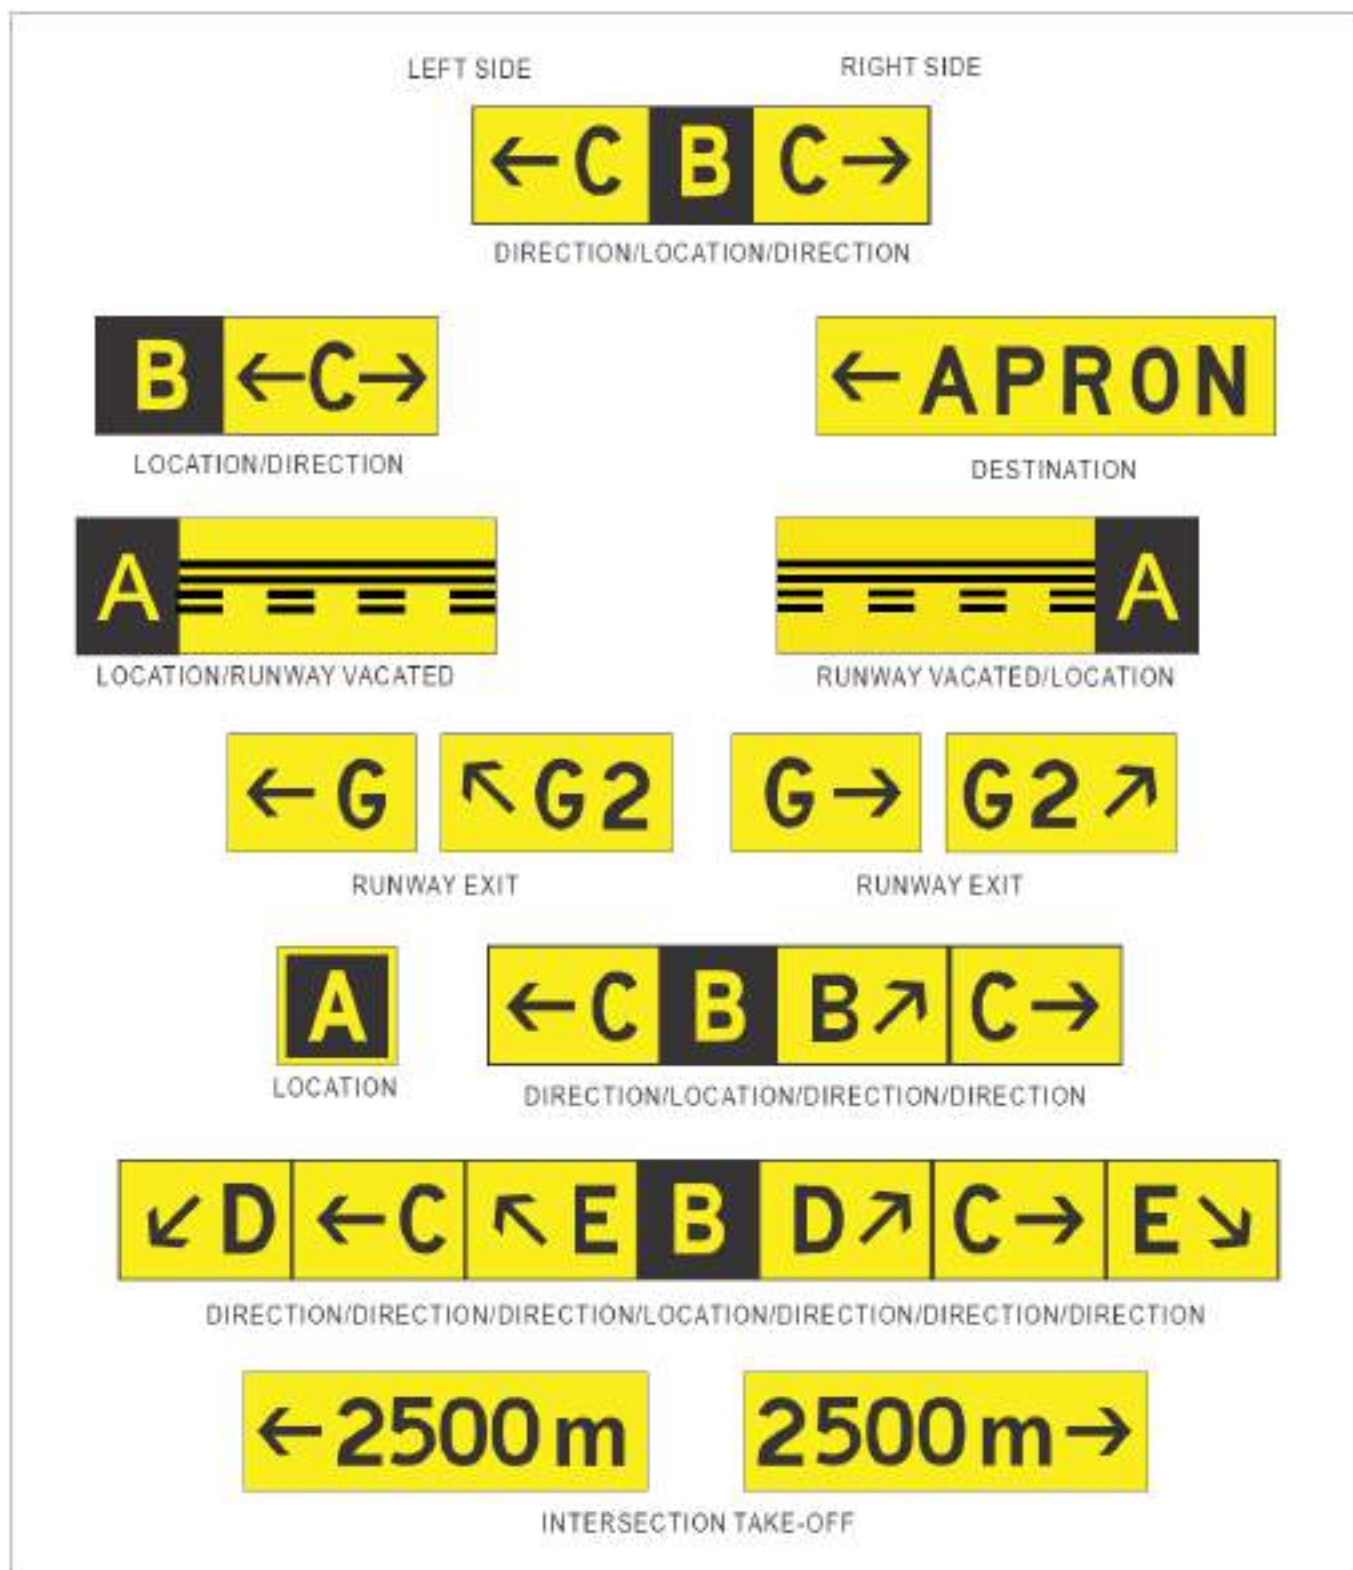 LEFT SIDE RIGHT SIDE
←C B C→
DIRECTION/LOCATION/DIRECTION
B ←C→ ←APRON
LOCATION/DIRECTION DESTINATION
A A
LOCATION/RUNWAY VACATED RUNWAY VACATED/LOCATION
←G ↖G2 G→ G2↗
RUNWAY EXIT RUNWAY EXIT
A ←C B B↗ C→
LOCATION DIRECTION/LOCATION/DIRECTION/DIRECTION
↙D ←C ↖E B D↗ C→ E↘
DIRECTION/DIRECTION/DIRECTION/LOCATION/DIRECTION/DIRECTION/DIRECTION
←2500m 2500m→
INTERSECTION TAKE-OFF